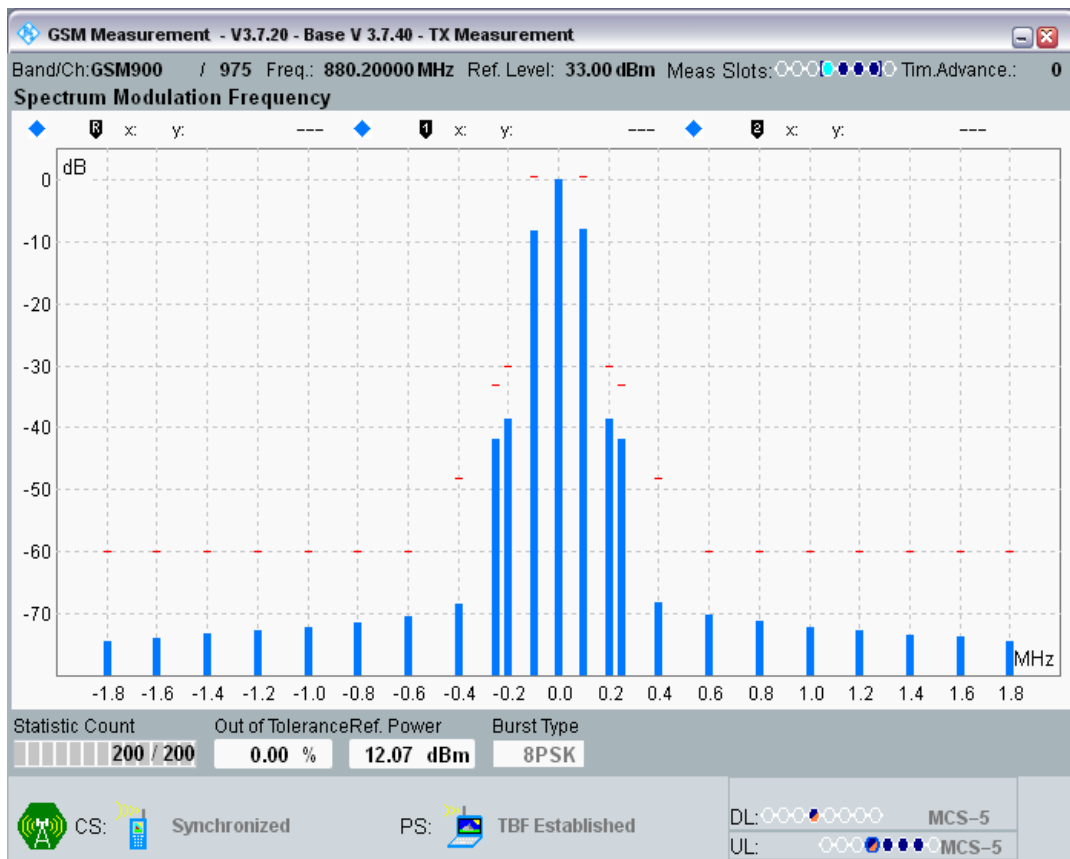 GSM Measurement - V3.7.20 - Base V 3.7.40 - TX Measurement
Band/Ch:GSM900 / 975 Freq.: 880.20000 MHz Ref. Level: 33.00 dBm Meas Slots: Tim.Advance.: 0
Spectrum Modulation Frequency
R x: y: --- 1 x: y: --- 2 x: y: ---
dB
0
-10
-20
-30
-40
-50
-60
-70
MHz
-1.8 -1.6 -1.4 -1.2 -1.0 -0.8 -0.6 -0.4 -0.2 0.0 0.2 0.4 0.6 0.8 1.0 1.2 1.4 1.6 1.8
Statistic Count Out of Tolerance Ref. Power Burst Type
200 / 200 0.00 % 12.07 dBm 8PSK
CS: Synchronized PS: TBF Established
DL: MCS-5
UL: MCS-5